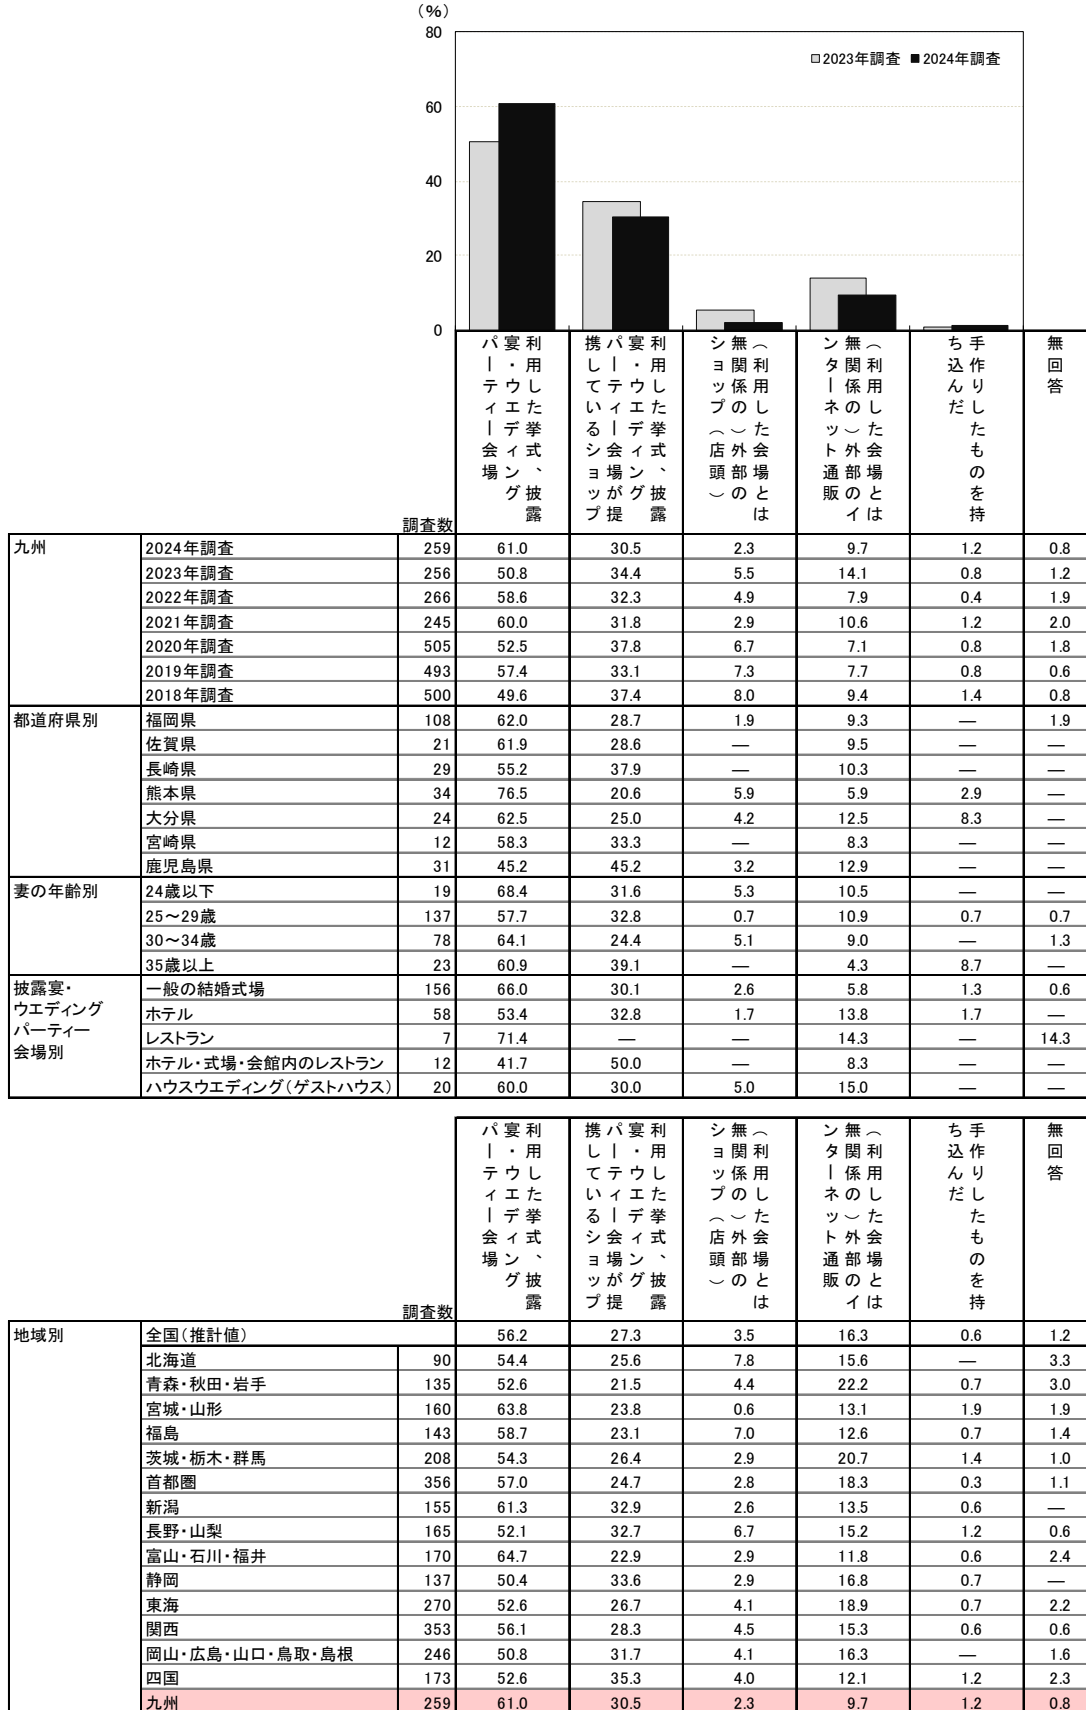 （%）
80
60
40
20
0
2023年調査 2024年調査
利用した挙式、披露宴・ウエディングパーティー会場
利用した挙式、披露宴・ウエディングパーティー会場が提携しているショップ
（利用した会場とは無関係の）外部のショップ（店頭）
（利用した会場とは無関係の）外部のインターネット通販
手作りしたものを持ち込んだ
無回答
調査数
九州 2024年調査 259 61.0 30.5 2.3 9.7 1.2 0.8
2023年調査 256 50.8 34.4 5.5 14.1 0.8 1.2
2022年調査 266 58.6 32.3 4.9 7.9 0.4 1.9
2021年調査 245 60.0 31.8 2.9 10.6 1.2 2.0
2020年調査 505 52.5 37.8 6.7 7.1 0.8 1.8
2019年調査 493 57.4 33.1 7.3 7.7 0.8 0.6
2018年調査 500 49.6 37.4 8.0 9.4 1.4 0.8
都道府県別 福岡県 108 62.0 28.7 1.9 9.3 — 1.9
佐賀県 21 61.9 28.6 — 9.5 — —
長崎県 29 55.2 37.9 — 10.3 — —
熊本県 34 76.5 20.6 5.9 5.9 2.9 —
大分県 24 62.5 25.0 4.2 12.5 8.3 —
宮崎県 12 58.3 33.3 — 8.3 — —
鹿児島県 31 45.2 45.2 3.2 12.9 — —
妻の年齢別 24歳以下 19 68.4 31.6 5.3 10.5 — —
25～29歳 137 57.7 32.8 0.7 10.9 0.7 0.7
30～34歳 78 64.1 24.4 5.1 9.0 — 1.3
35歳以上 23 60.9 39.1 — 4.3 8.7 —
披露宴・
ウエディング
パーティー
会場別
一般の結婚式場 156 66.0 30.1 2.6 5.8 1.3 0.6
ホテル 58 53.4 32.8 1.7 13.8 1.7 —
レストラン 7 71.4 — — 14.3 — 14.3
ホテル・式場・会館内のレストラン 12 41.7 50.0 — 8.3 — —
ハウスウエディング（ゲストハウス） 20 60.0 30.0 5.0 15.0 — —
利用した挙式、披露宴・ウエディングパーティー会場
利用した挙式、披露宴・ウエディングパーティー会場が提携しているショップ
（利用した会場とは無関係の）外部のショップ（店頭）
（利用した会場とは無関係の）外部のインターネット通販
手作りしたものを持ち込んだ
無回答
調査数
地域別 全国（推計値） 56.2 27.3 3.5 16.3 0.6 1.2
北海道 90 54.4 25.6 7.8 15.6 — 3.3
青森・秋田・岩手 135 52.6 21.5 4.4 22.2 0.7 3.0
宮城・山形 160 63.8 23.8 0.6 13.1 1.9 1.9
福島 143 58.7 23.1 7.0 12.6 0.7 1.4
茨城・栃木・群馬 208 54.3 26.4 2.9 20.7 1.4 1.0
首都圏 356 57.0 24.7 2.8 18.3 0.3 1.1
新潟 155 61.3 32.9 2.6 13.5 0.6 —
長野・山梨 165 52.1 32.7 6.7 15.2 1.2 0.6
富山・石川・福井 170 64.7 22.9 2.9 11.8 0.6 2.4
静岡 137 50.4 33.6 2.9 16.8 0.7 —
東海 270 52.6 26.7 4.1 18.9 0.7 2.2
関西 353 56.1 28.3 4.5 15.3 0.6 0.6
岡山・広島・山口・鳥取・島根 246 50.8 31.7 4.1 16.3 — 1.6
四国 173 52.6 35.3 4.0 12.1 1.2 2.3
九州 259 61.0 30.5 2.3 9.7 1.2 0.8